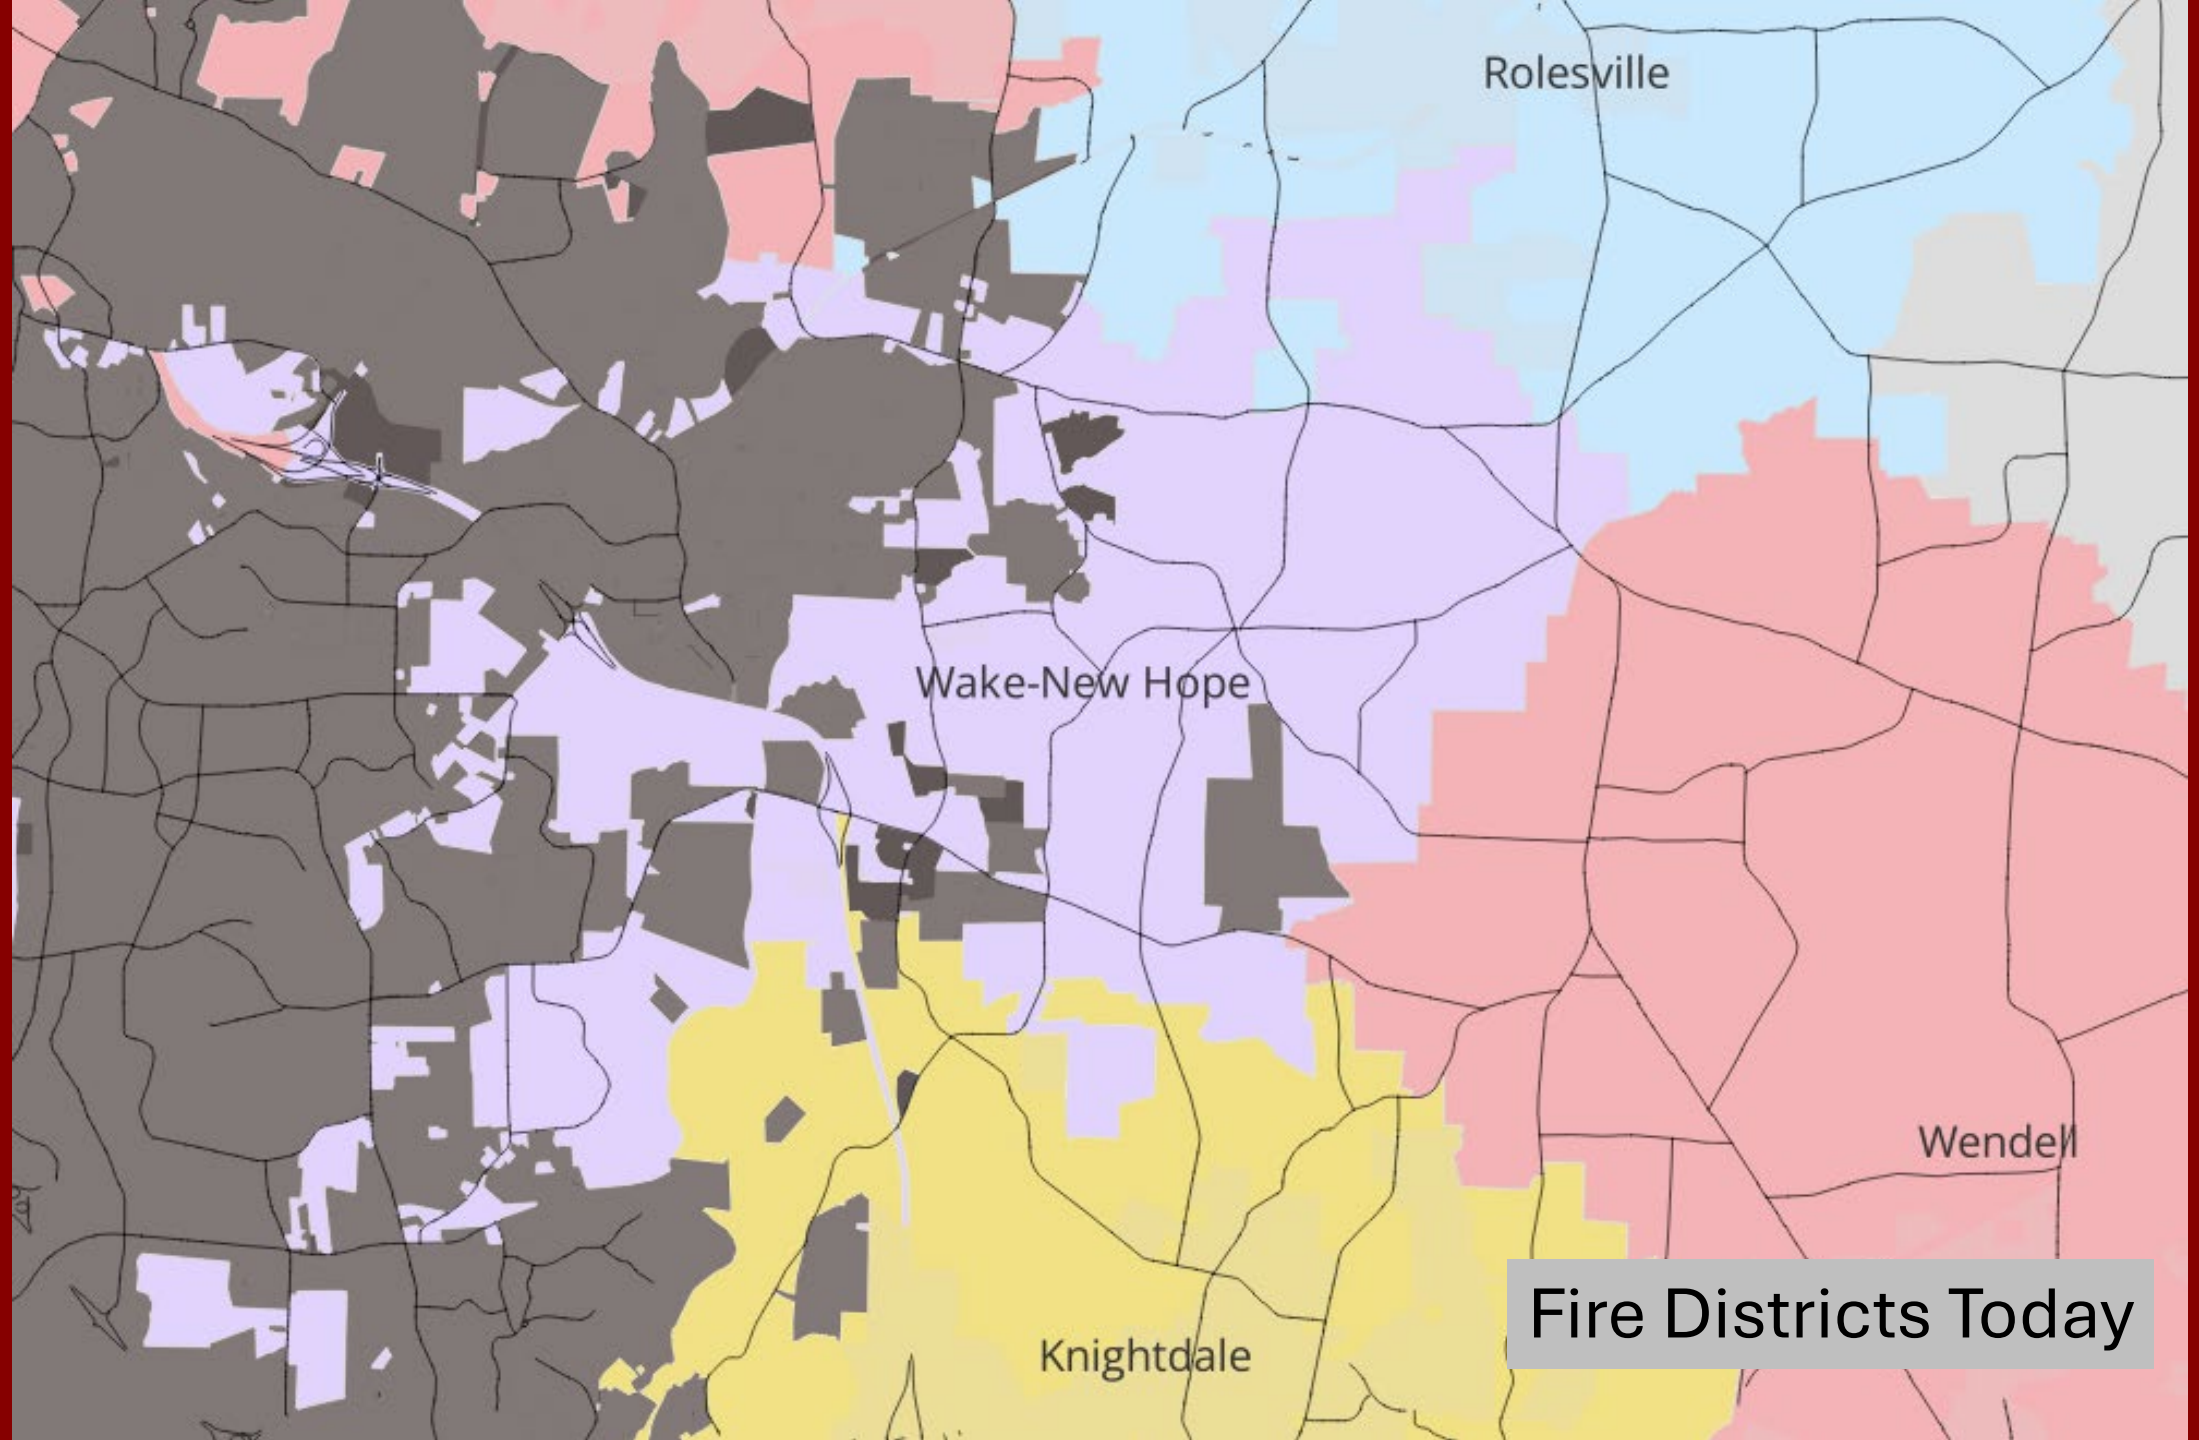 Rolesville
Wake-New Hope
Wendell
Fire Districts Today
Knightdale